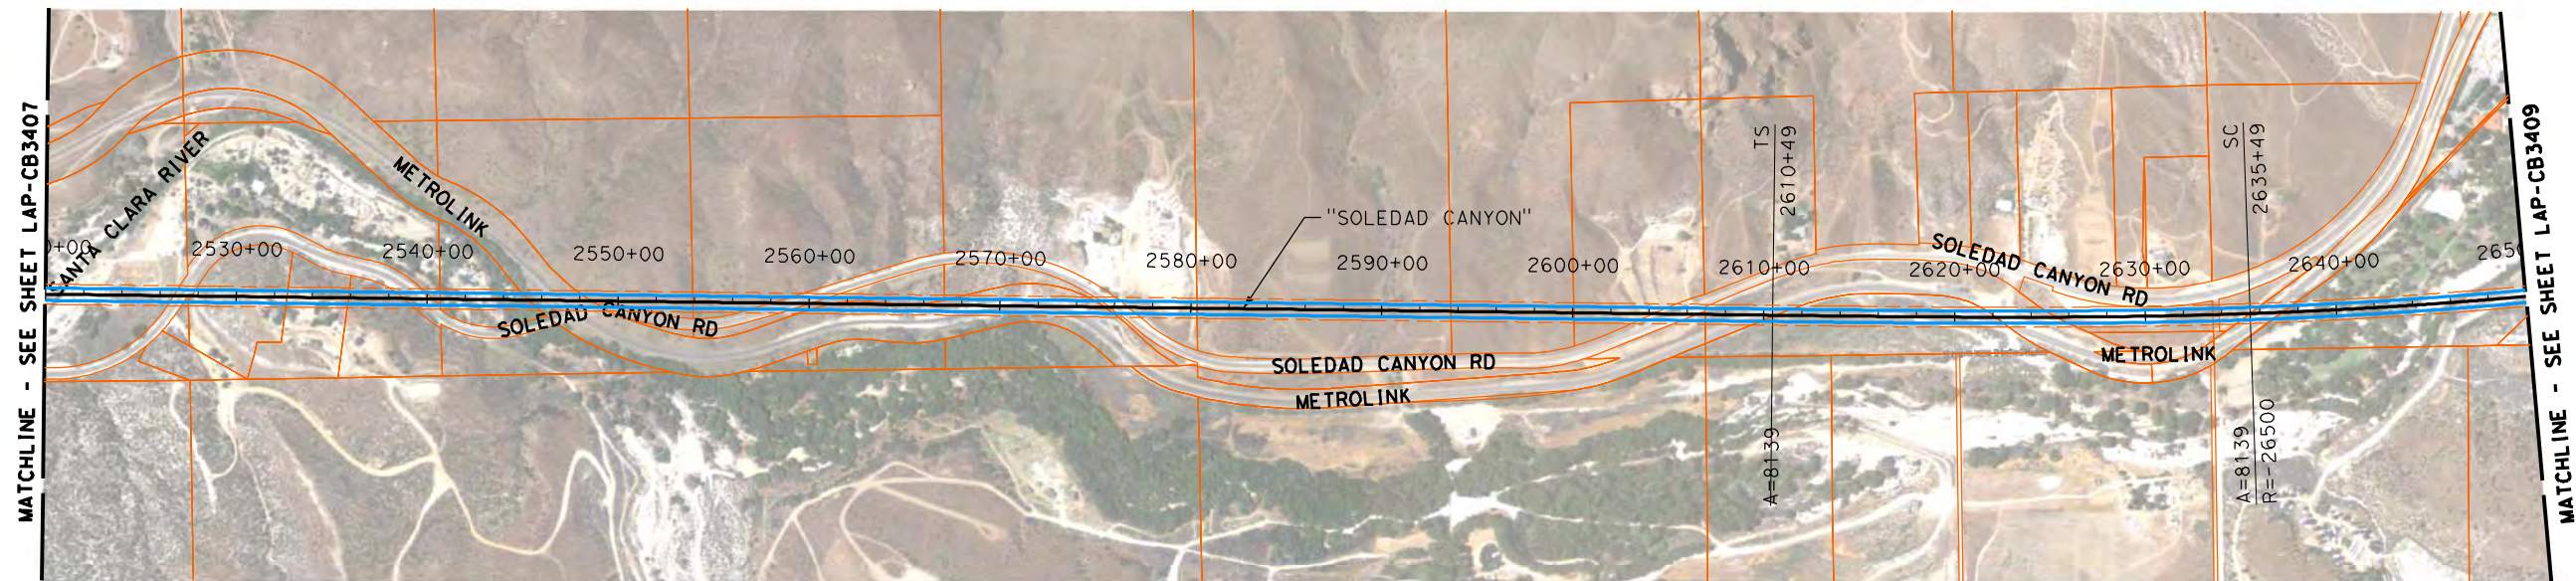 MATCHLINE - SEE SHEET LAP-CB3407
SANTA CLARA RIVER
METROLINK
0+00
2530+00
2540+00
2550+00
2560+00
2570+00
2580+00
2590+00
2600+00
2610+00
2620+00
2630+00
2640+00
2650
"SOLEDAD CANYON"
SOLEDAD CANYON RD
SOLEDAD CANYON RD
METROLINK
SOLEDAD CANYON RD
METROLINK
TS
2610+49
A=8139
SC
2635+49
A=8139
R=-26500
MATCHLINE - SEE SHEET LAP-CB3409